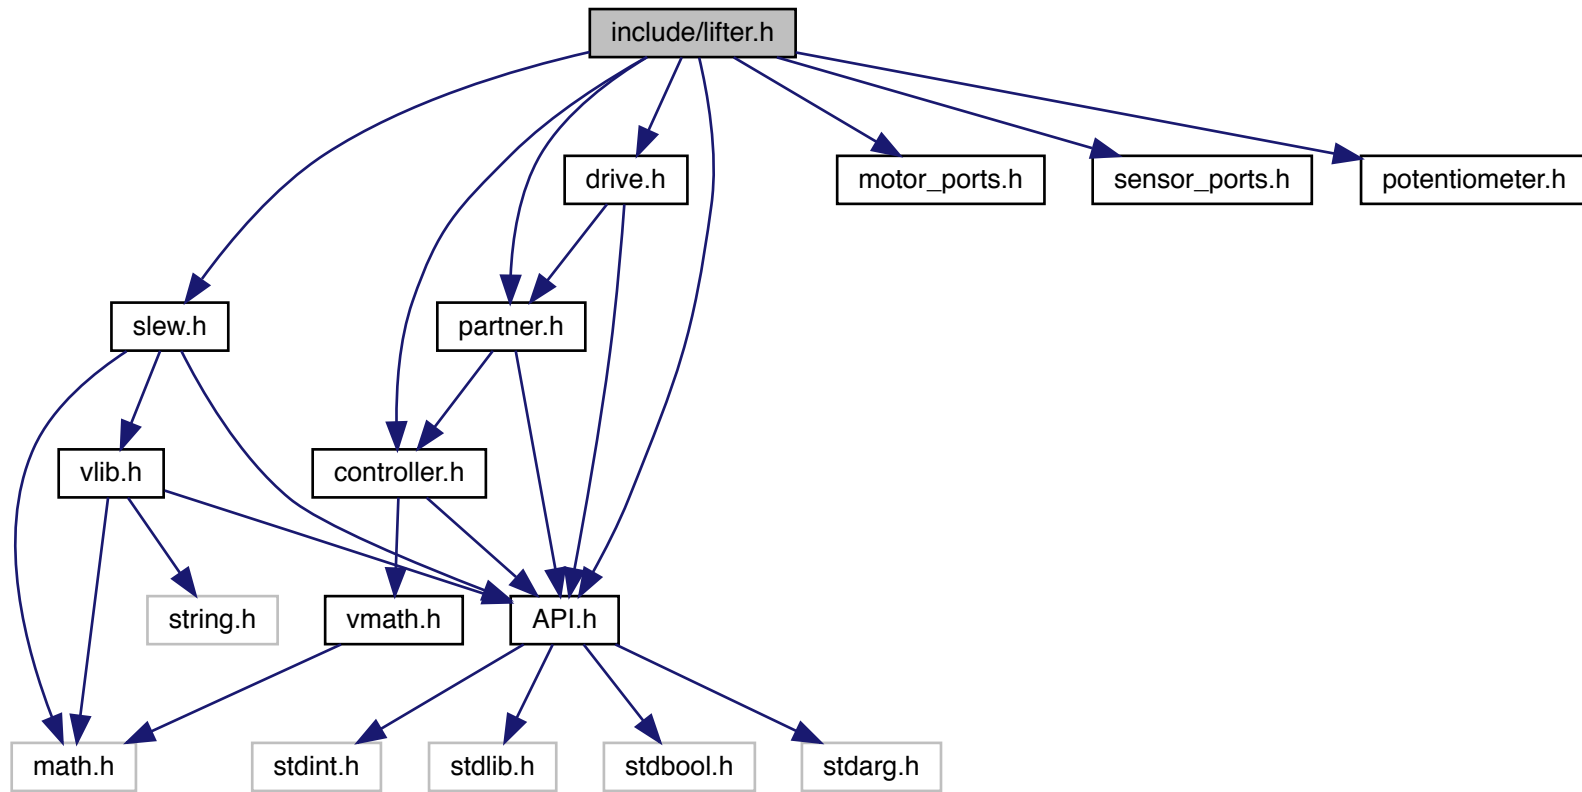 include/lifter.h
drive.h
motor_ports.h
sensor_ports.h
potentiometer.h
slew.h
partner.h
vlib.h
controller.h
string.h
vmath.h
API.h
math.h
stdint.h
stdlib.h
stdbool.h
stdarg.h